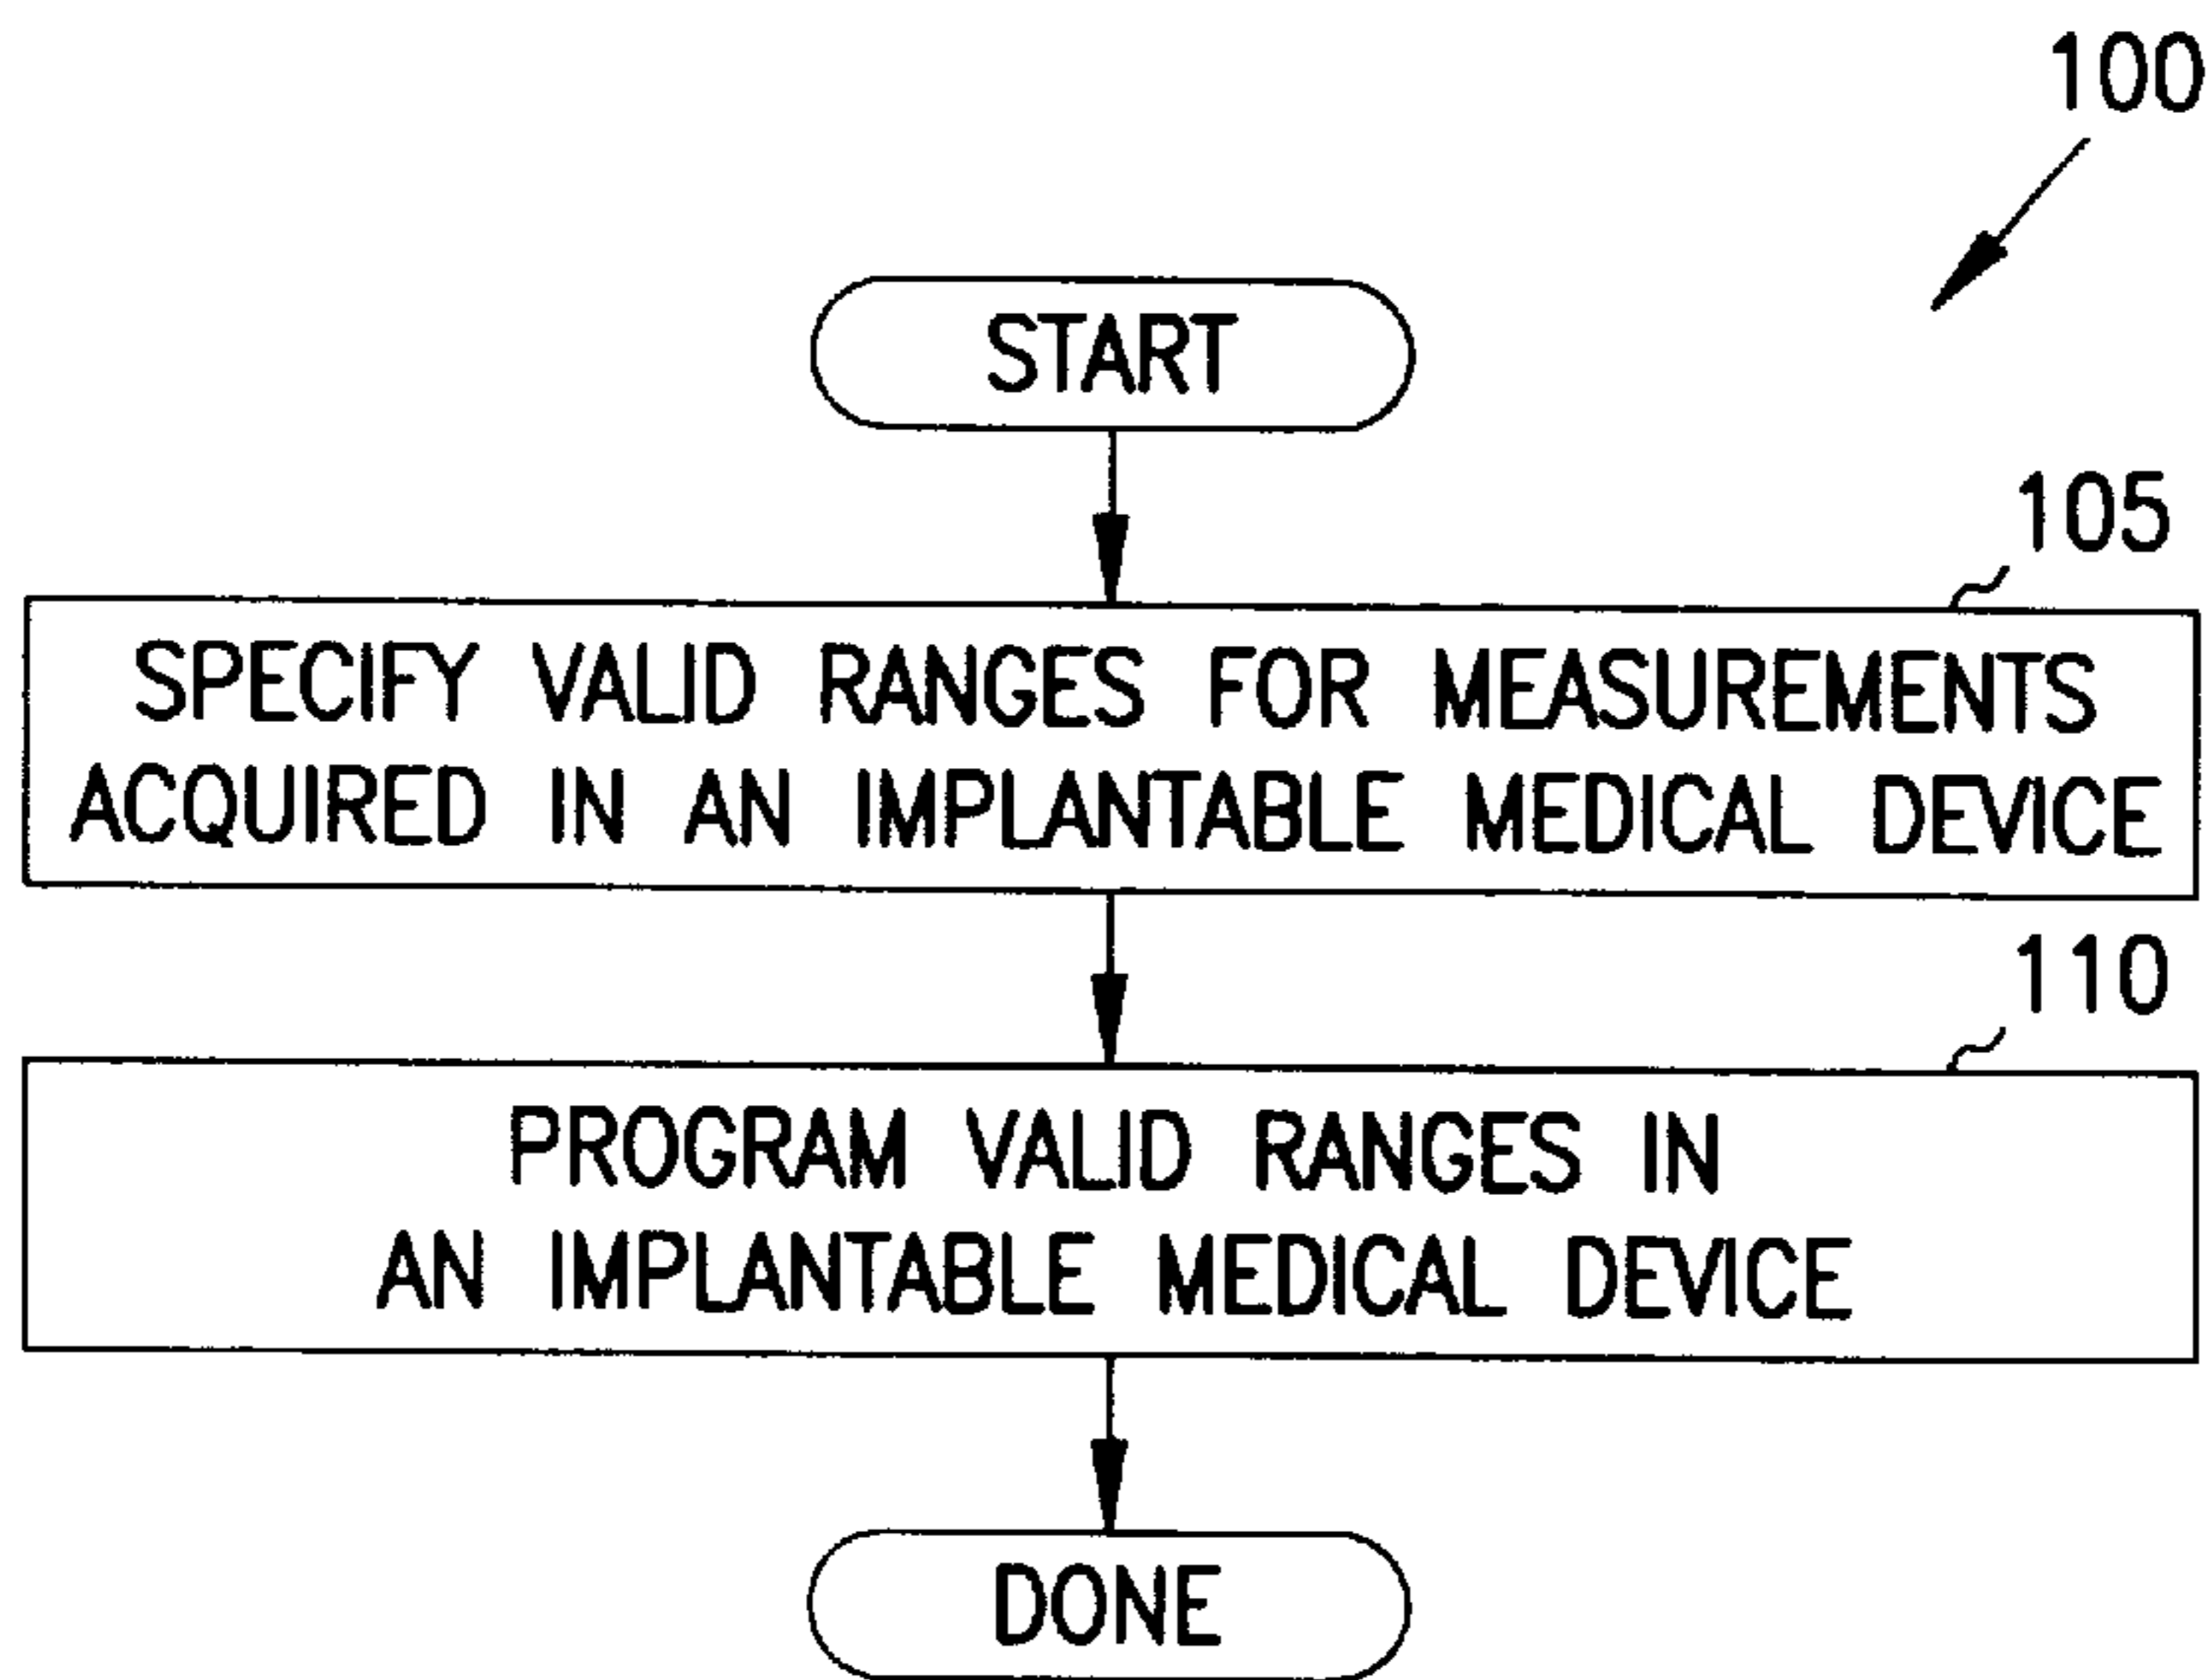 100
START
105
SPECIFY VALID RANGES FOR MEASUREMENTS
ACQUIRED IN AN IMPLANTABLE MEDICAL DEVICE
110
PROGRAM VALID RANGES IN
AN IMPLANTABLE MEDICAL DEVICE
DONE